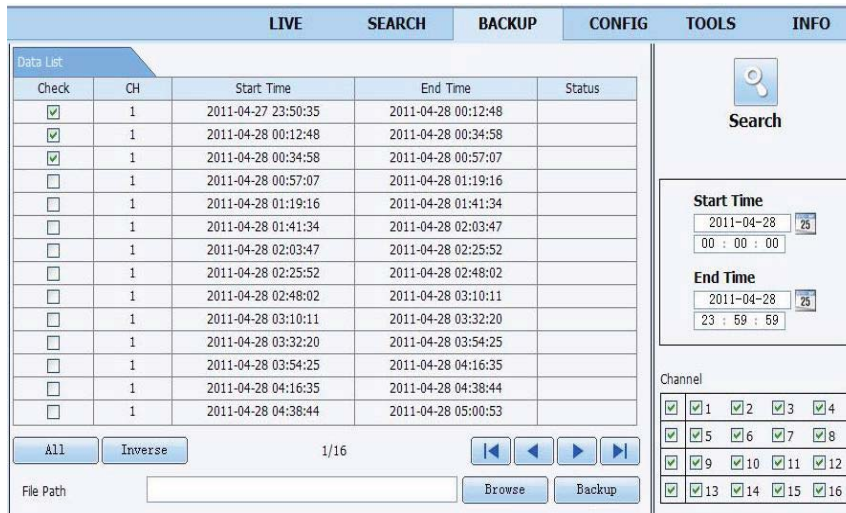 LIVE SEARCH BACKUP CONFIG TOOLS INFO
Data List
Check CH Start Time End Time Status
1 2011-04-27 23:50:35 2011-04-28 00:12:48
1 2011-04-28 00:12:48 2011-04-28 00:34:58
1 2011-04-28 00:34:58 2011-04-28 00:57:07
1 2011-04-28 00:57:07 2011-04-28 01:19:16
1 2011-04-28 01:19:16 2011-04-28 01:41:34
1 2011-04-28 01:41:34 2011-04-28 02:03:47
1 2011-04-28 02:03:47 2011-04-28 02:25:52
1 2011-04-28 02:25:52 2011-04-28 02:48:02
1 2011-04-28 02:48:02 2011-04-28 03:10:11
1 2011-04-28 03:10:11 2011-04-28 03:32:20
1 2011-04-28 03:32:20 2011-04-28 03:54:25
1 2011-04-28 03:54:25 2011-04-28 04:16:35
1 2011-04-28 04:16:35 2011-04-28 04:38:44
1 2011-04-28 04:38:44 2011-04-28 05:00:53
All Inverse 1/16
File Path Browse Backup
Search
Start Time
2011-04-28 25
00 : 00 : 00
End Time
2011-04-28 25
23 : 59 : 59
Channel
1 2 3 4
5 6 7 8
9 10 11 12
13 14 15 16